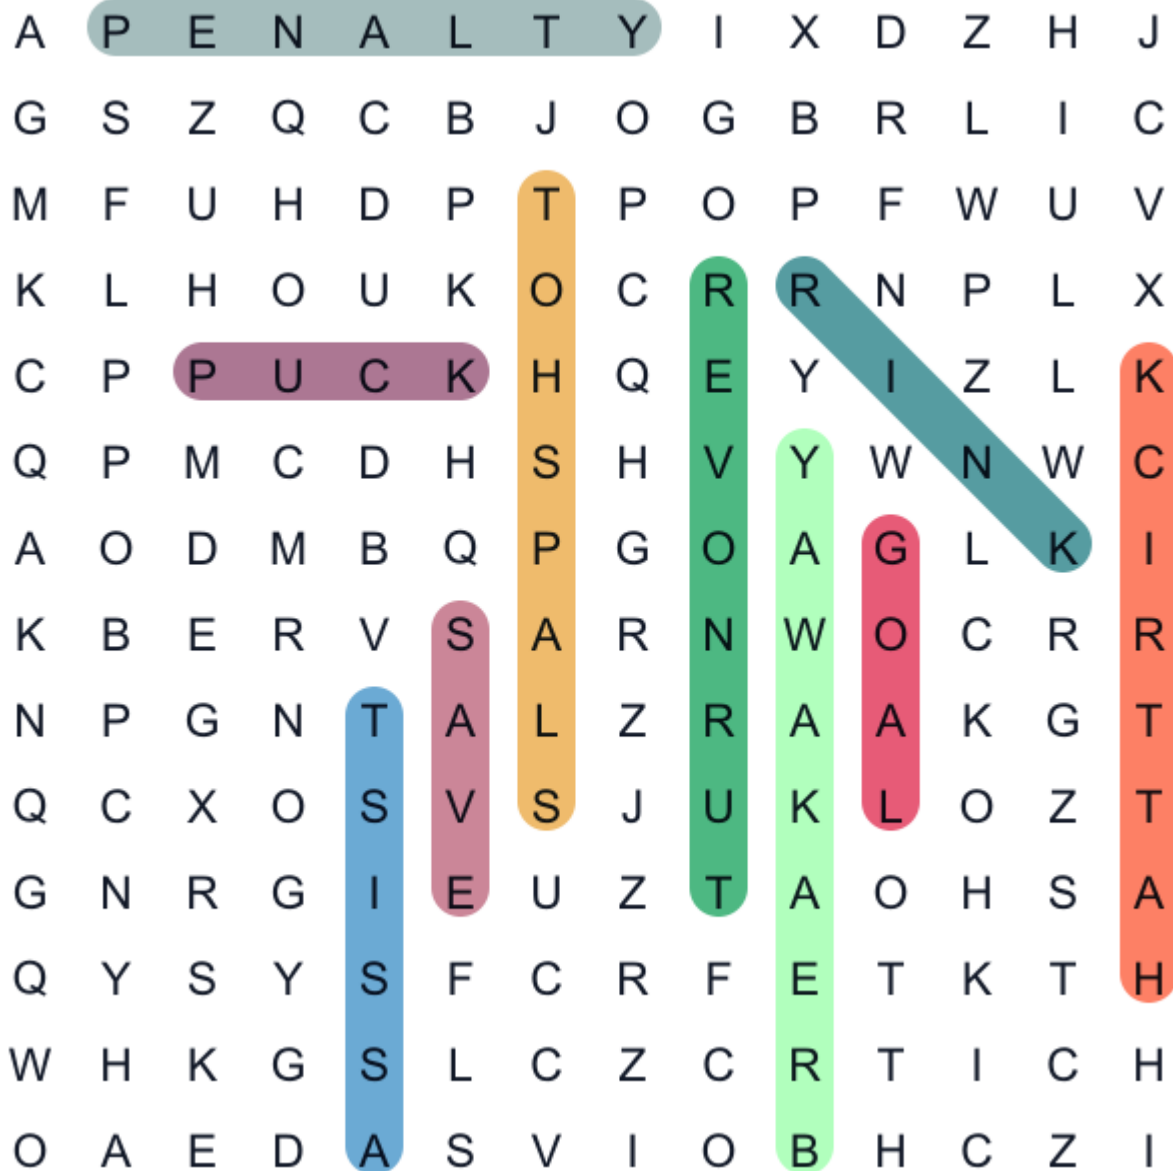 A P E N A L T Y I X D Z H J
G S Z Q C B J O G B R L I C
M F U H D P T P O P F W U V
K L H O U K O C R R N P L X
C P P U C K H Q E Y I Z L K
Q P M C D H S H V Y W N W C
A O D M B Q P G O A G L K I
K B E R V S A R N W O C R R
N P G N T A L Z R A A K G T
Q C X O S V S J U K L O Z T
G N R G I E U Z T A O H S A
Q Y S Y S F C R F E T K T H
W H K G S L C Z C R T I C H
O A E D A S V I O B H C Z I